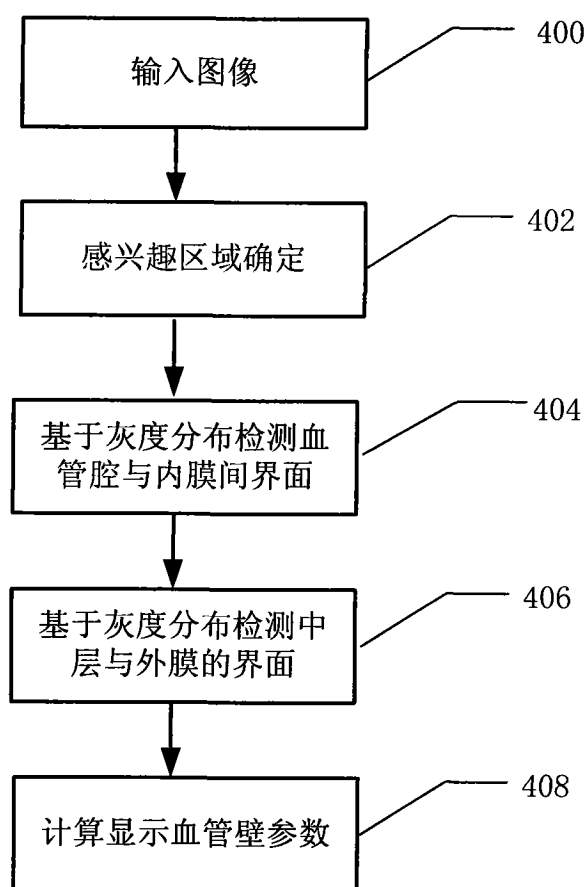 输入图像
400
感兴趣区域确定
402
基于灰度分布检测血
管腔与内膜间界面
404
基于灰度分布检测中
层与外膜的界面
406
计算显示血管壁参数
408